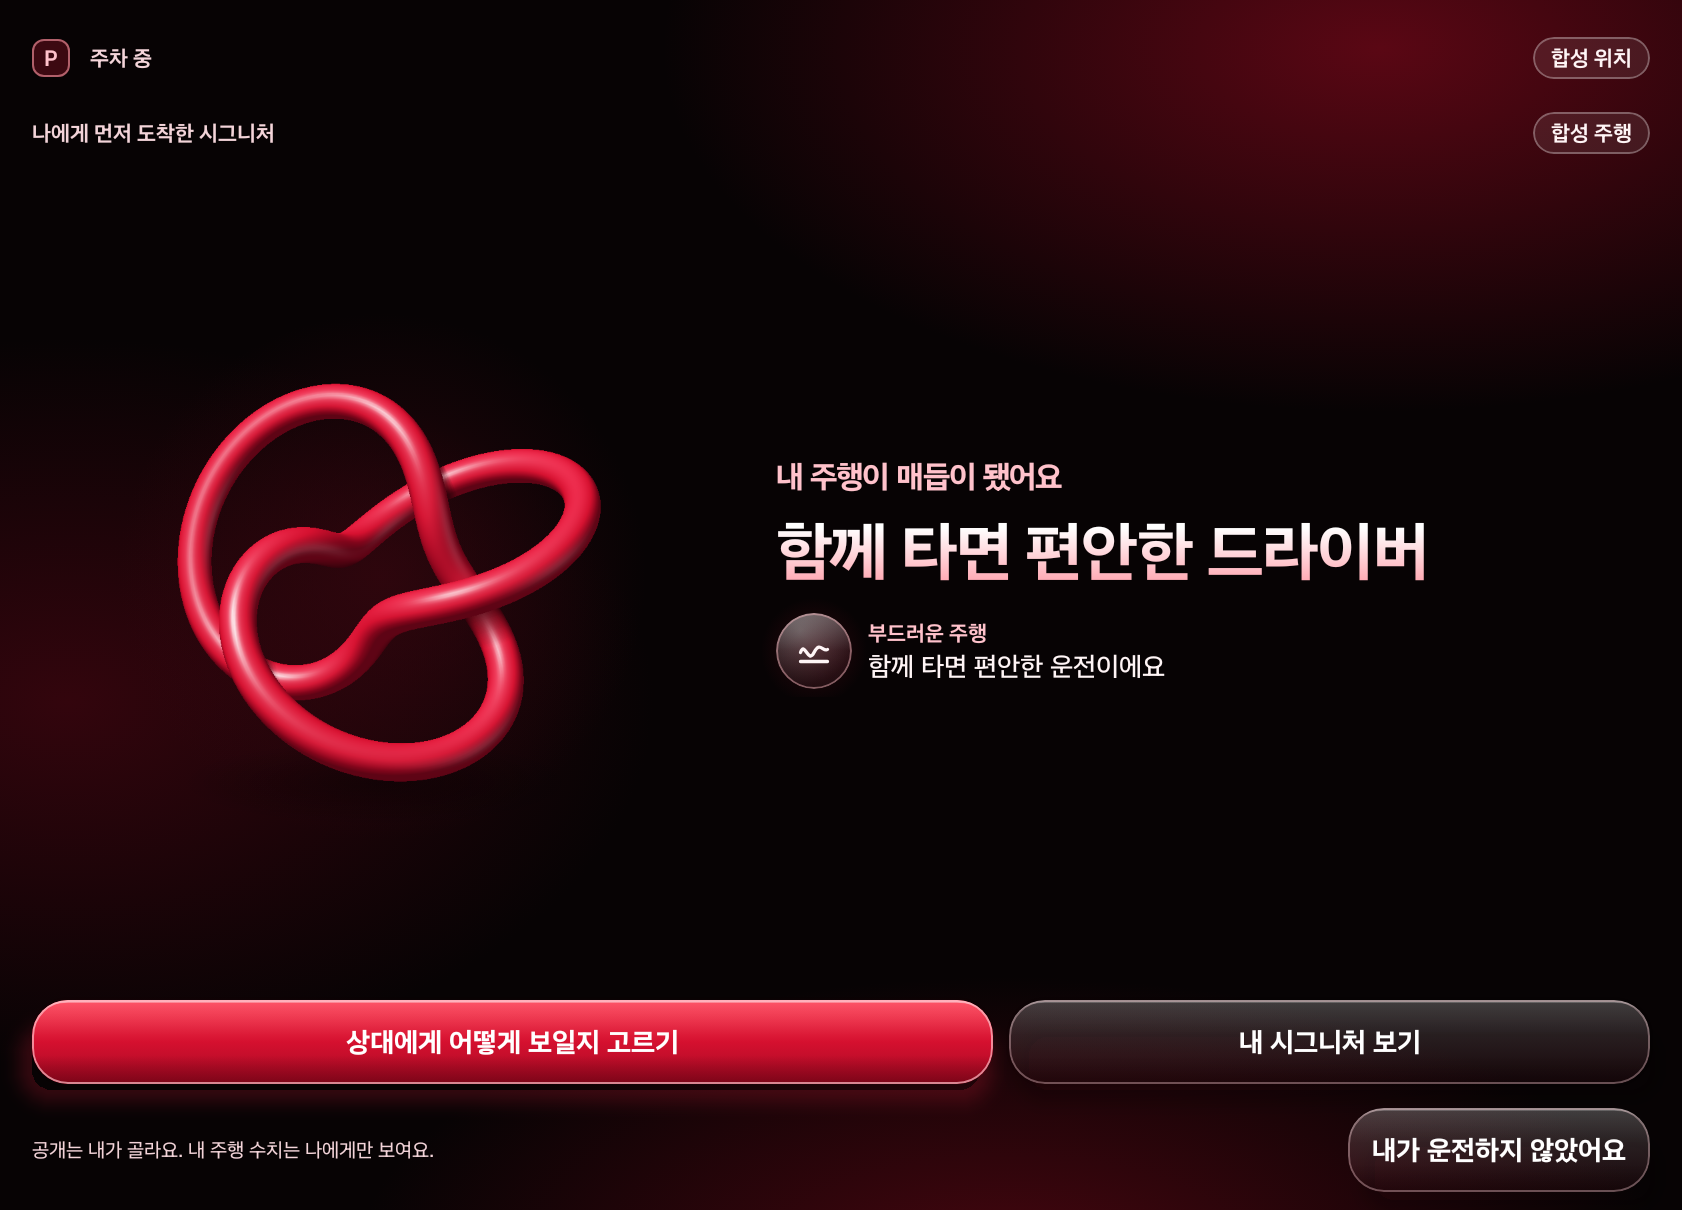 P 주차 중
합성 위치
나에게 먼저 도착한 시그니처
합성 주행
내 주행이 매듭이 됐어요
함께 타면 편안한 드라이버
부드러운 주행
함께 타면 편안한 운전이에요
상대에게 어떻게 보일지 고르기
내 시그니처 보기
공개는 내가 골라요. 내 주행 수치는 나에게만 보여요.
내가 운전하지 않았어요